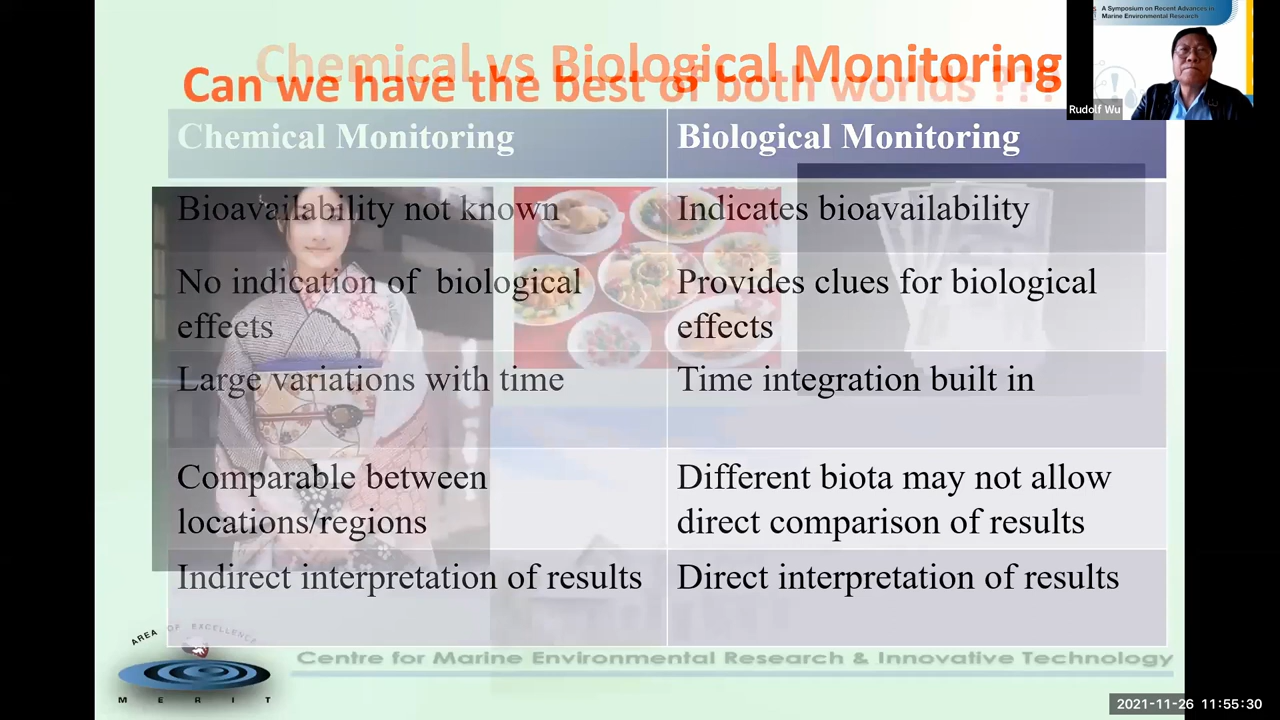 A Symposium on Recent Advances in
Marine Environmental Research
Rudolf Wu
Chemical vs Biological Monitoring
Can we have the best of both worlds ???
Chemical Monitoring
Biological Monitoring
Bioavailability not known
Indicates bioavailability
No indication of biological
effects
Provides clues for biological
effects
Large variations with time
Time integration built in
Comparable between
locations/regions
Different biota may not allow
direct comparison of results
Indirect interpretation of results
Direct interpretation of results
AREA OF EXCELLENCE
MERIT
Centre for Marine Environmental Research & Innovative Technology
2021-11-26 11:55:30